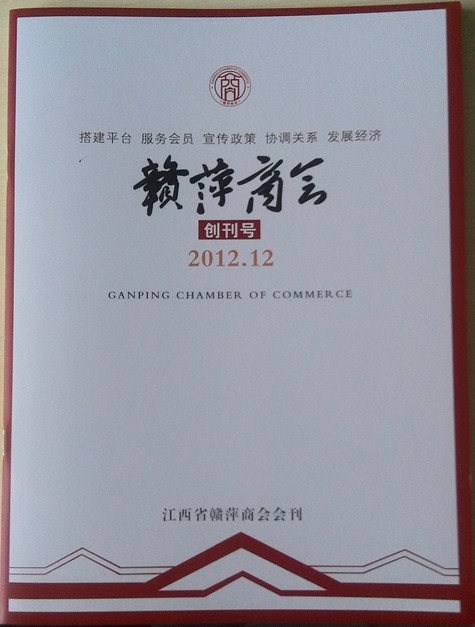 搭建平台 服务会员 宣传政策 协调关系 发展经济
贛萍商会
创刊号
2012.12
GANPING CHAMBER OF COMMERCE
江西省赣萍商会会刊